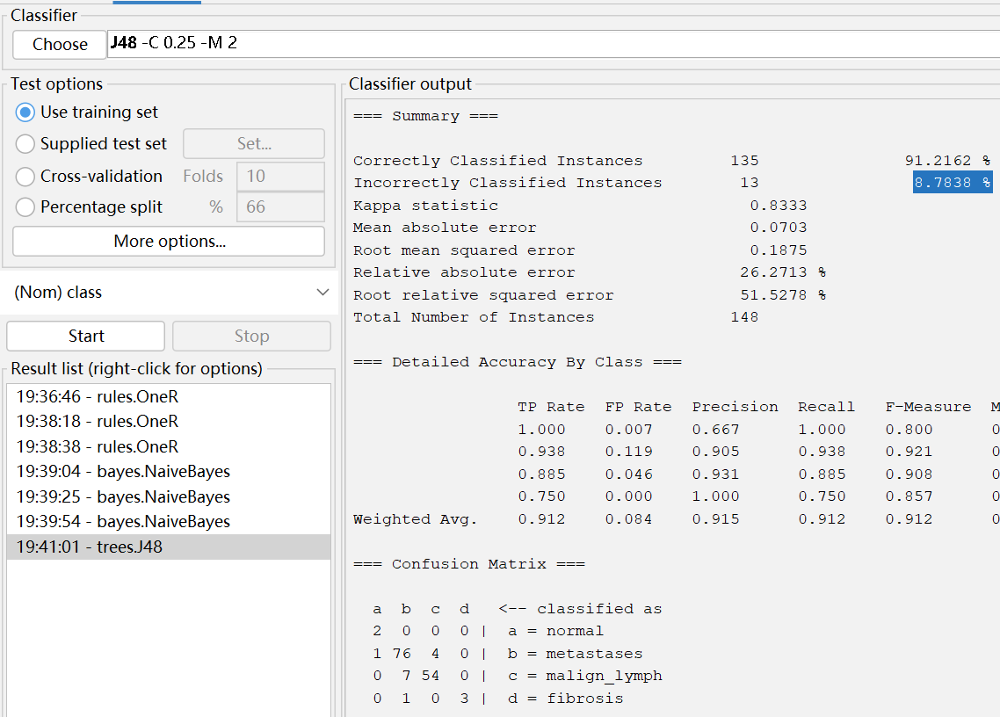 Classifier
Choose J48 -C 0.25 -M 2
Test options
Use training set
Supplied test set Set...
Cross-validation Folds 10
Percentage split % 66
More options...
(Nom) class
Start Stop
Result list (right-click for options)
19:36:46 - rules.OneR
19:38:18 - rules.OneR
19:38:38 - rules.OneR
19:39:04 - bayes.NaiveBayes
19:39:25 - bayes.NaiveBayes
19:39:54 - bayes.NaiveBayes
19:41:01 - trees.J48
Classifier output
=== Summary ===
Correctly Classified Instances 135 91.2162 %
Incorrectly Classified Instances 13 8.7838 %
Kappa statistic 0.8333
Mean absolute error 0.0703
Root mean squared error 0.1875
Relative absolute error 26.2713 %
Root relative squared error 51.5278 %
Total Number of Instances 148
=== Detailed Accuracy By Class ===
TP Rate FP Rate Precision Recall F-Measure M
1.000 0.007 0.667 1.000 0.800 0
0.938 0.119 0.905 0.938 0.921 0
0.885 0.046 0.931 0.885 0.908 0
0.750 0.000 1.000 0.750 0.857 0
Weighted Avg. 0.912 0.084 0.915 0.912 0.912 0
=== Confusion Matrix ===
a b c d <-- classified as
2 0 0 0 | a = normal
1 76 4 0 | b = metastases
0 7 54 0 | c = malign_lymph
0 1 0 3 | d = fibrosis